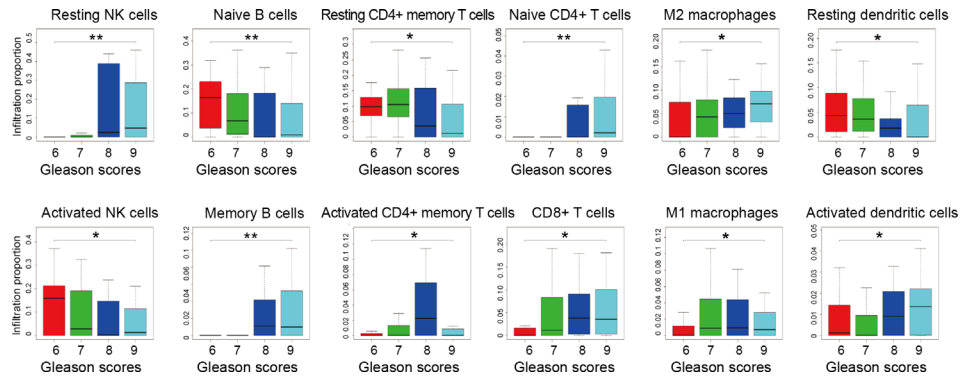 Resting NK cells
Naive B cells
Resting CD4+ memory T cells
Naive CD4+ T cells
M2 macrophages
Resting dendritic cells
Infiltration proportion
0 0.1 0.2 0.3 0.5
0 0.1 0.2 0.3 0.4 0.5
0 0.05 0.1 0.15 0.2 0.3
0 0.01 0.02 0.03 0.04 0.05
0 0.05 0.10 0.15 0.20
0 0.05 0.10 0.15 0.20
** ** * ** * *
6 7 8 9 6 7 8 9 6 7 8 9 6 7 8 9 6 7 8 9 6 7 8 9
Gleason scores Gleason scores Gleason scores Gleason scores Gleason scores Gleason scores
Activated NK cells
Memory B cells
Activated CD4+ memory T cells
CD8+ T cells
M1 macrophages
Activated dendritic cells
Infiltration proportion
0 0.1 0.2 0.3 0.4
0 0.02 0.04 0.06 0.08 0.12
0 0.02 0.04 0.06 0.08 0.10 0.12 0.14
0 0.05 0.10 0.15 0.20 0.25
0 0.02 0.04 0.06 0.08 0.10 0.12 0.14
0 0.01 0.02 0.03 0.04 0.05
* ** * * * *
6 7 8 9 6 7 8 9 6 7 8 9 6 7 8 9 6 7 8 9 6 7 8 9
Gleason scores Gleason scores Gleason scores Gleason scores Gleason scores Gleason scores